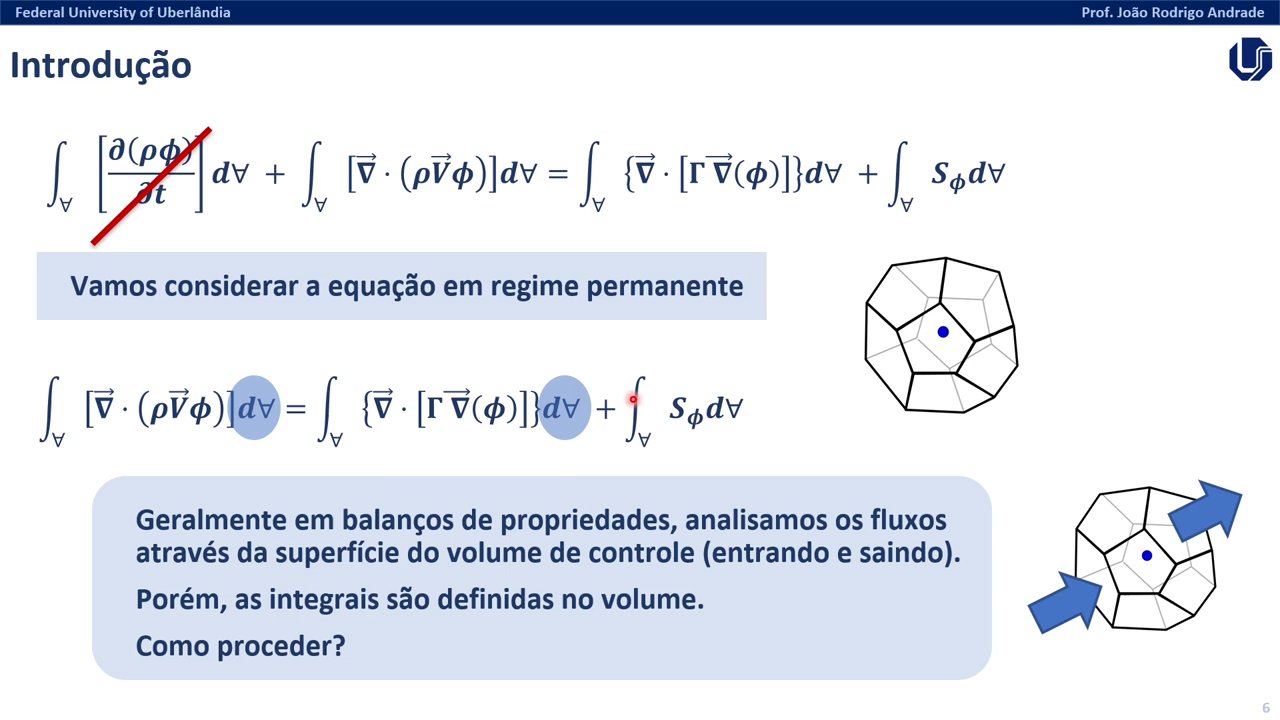 Federal University of Uberlândia
Prof. João Rodrigo Andrade
Introdução
∫_∀ [∂(ρϕ)/∂t] d∀ + ∫_∀ [∇⃗ · (ρV⃗ϕ)]d∀ = ∫_∀ {∇⃗ · [Γ ∇⃗(ϕ)]}d∀ + ∫_∀ S_ϕ d∀
Vamos considerar a equação em regime permanente
∫_∀ [∇⃗ · (ρV⃗ϕ)]d∀ = ∫_∀ {∇⃗ · [Γ ∇⃗(ϕ)]}d∀ + ∫_∀ S_ϕ d∀
Geralmente em balanços de propriedades, analisamos os fluxos
através da superfície do volume de controle (entrando e saindo).
Porém, as integrais são definidas no volume.
Como proceder?
6